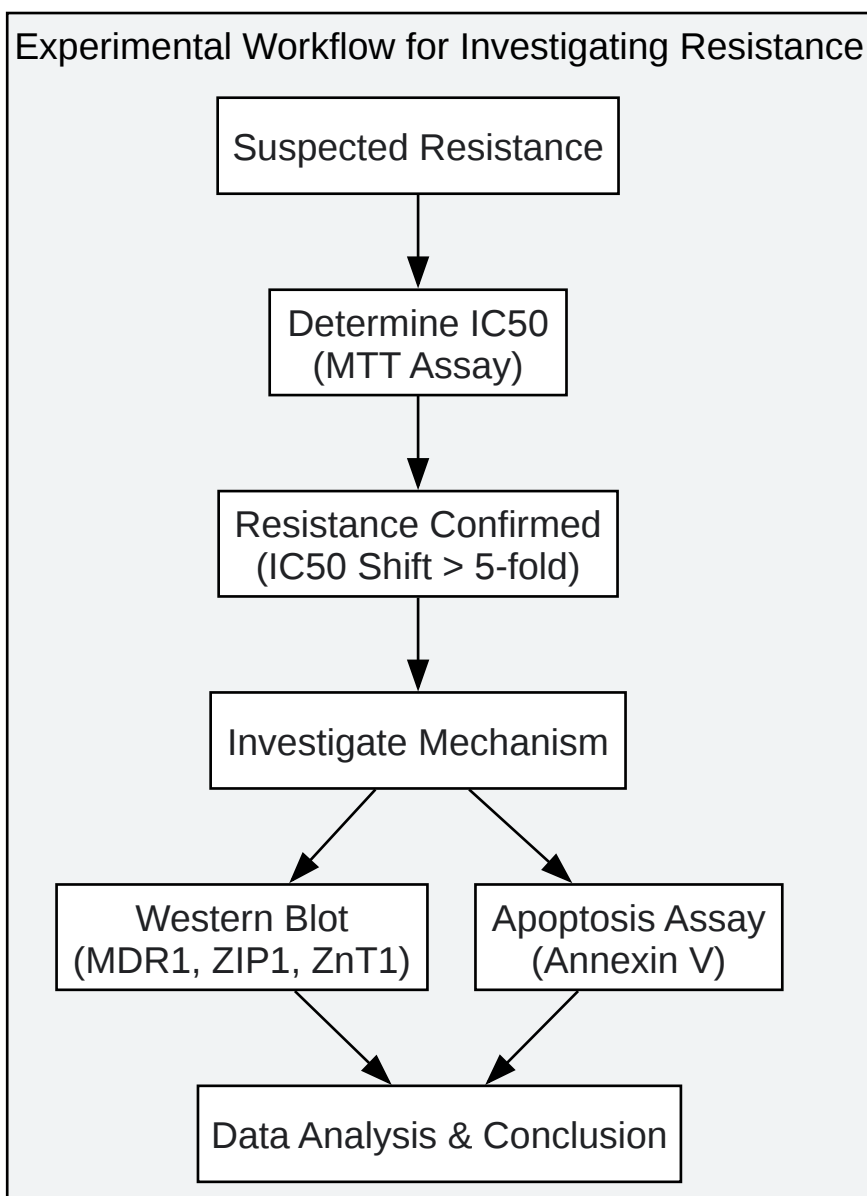 Experimental Workflow for Investigating Resistance
Suspected Resistance
Determine IC50
(MTT Assay)
Resistance Confirmed
(IC50 Shift > 5-fold)
Investigate Mechanism
Western Blot
(MDR1, ZIP1, ZnT1)
Apoptosis Assay
(Annexin V)
Data Analysis & Conclusion